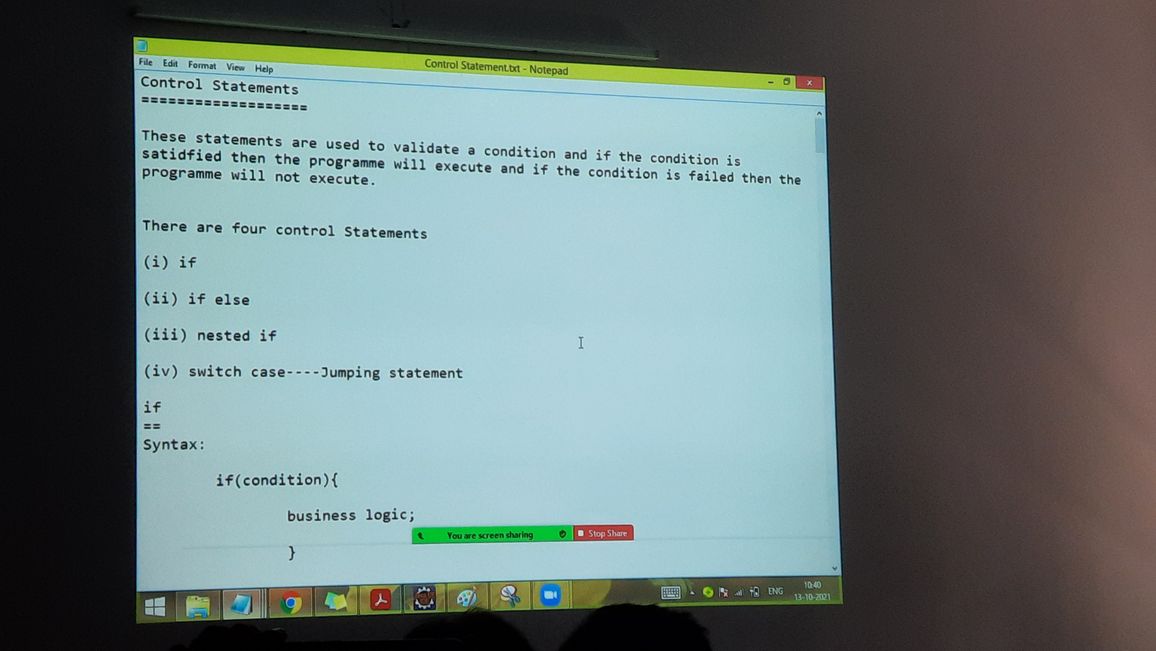 Control Statement.txt - Notepad
File Edit Format View Help
Control Statements
===================
These statements are used to validate a condition and if the condition is
satidfied then the programme will execute and if the condition is failed then the
programme will not execute.
There are four control Statements
(i) if
(ii) if else
(iii) nested if
(iv) switch case----Jumping statement
if
==
Syntax:
if(condition){
business logic;
}
You are screen sharing Stop Share
ENG 10:40
13-10-2021